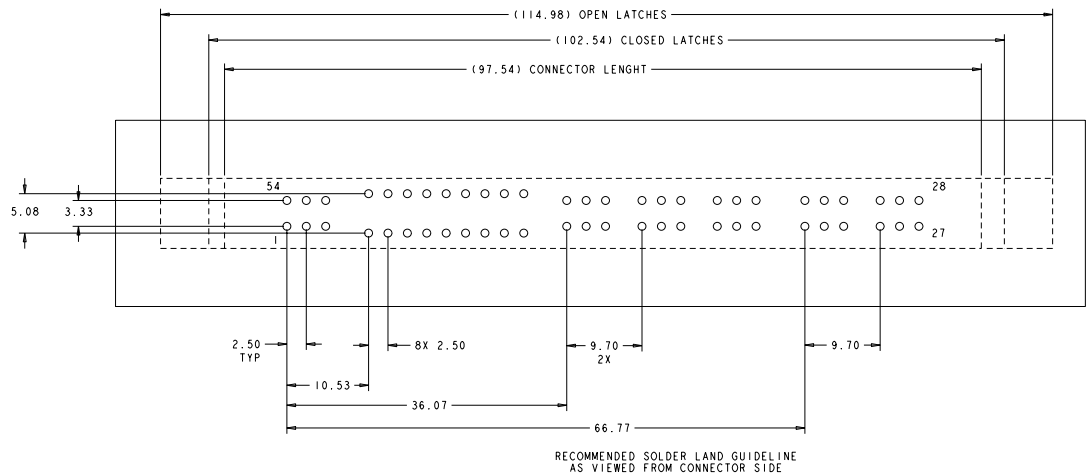 (114.98) OPEN LATCHES
(102.54) CLOSED LATCHES
(97.54) CONNECTOR LENGHT
54
28
5.08
3.33
1
27
2.50
TYP
8X 2.50
9.70
2X
9.70
10.53
36.07
66.77
RECOMMENDED SOLDER LAND GUIDELINE
AS VIEWED FROM CONNECTOR SIDE